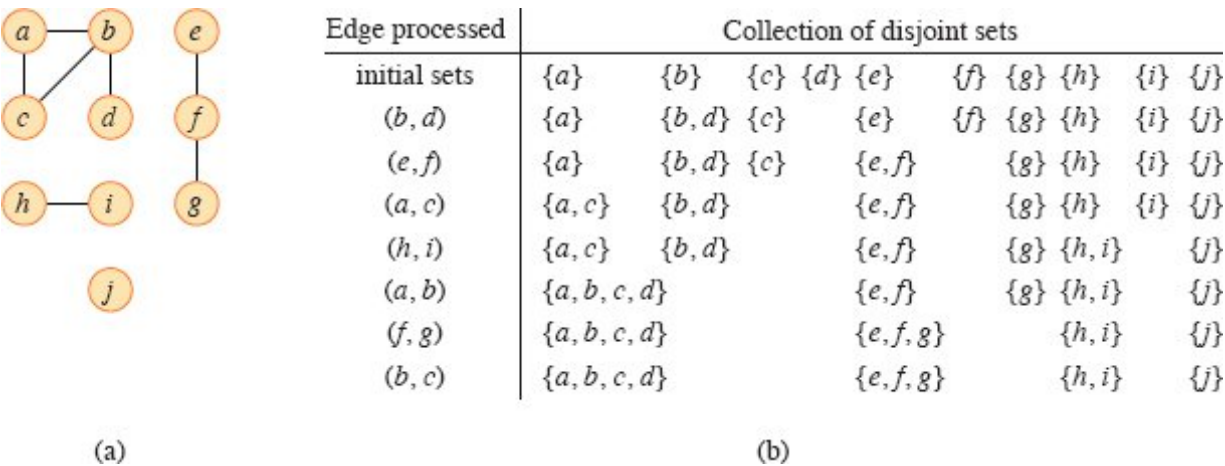 a b e
c d f
h i g
j
(a)
Edge processed Collection of disjoint sets
initial sets {a} {b} {c} {d} {e} {f} {g} {h} {i} {j}
(b, d) {a} {b, d} {c} {e} {f} {g} {h} {i} {j}
(e, f) {a} {b, d} {c} {e, f} {g} {h} {i} {j}
(a, c) {a, c} {b, d} {e, f} {g} {h} {i} {j}
(h, i) {a, c} {b, d} {e, f} {g} {h, i} {j}
(a, b) {a, b, c, d} {e, f} {g} {h, i} {j}
(f, g) {a, b, c, d} {e, f, g} {h, i} {j}
(b, c) {a, b, c, d} {e, f, g} {h, i} {j}
(b)